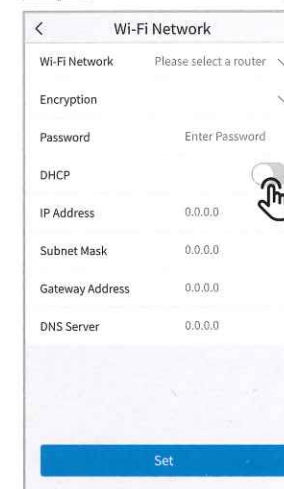 Wi-Fi Network
Wi-Fi Network Please select a router
Encryption
Password Enter Password
DHCP
IP Address 0.0.0.0
Subnet Mask 0.0.0.0
Gateway Address 0.0.0.0
DNS Server 0.0.0.0
Set